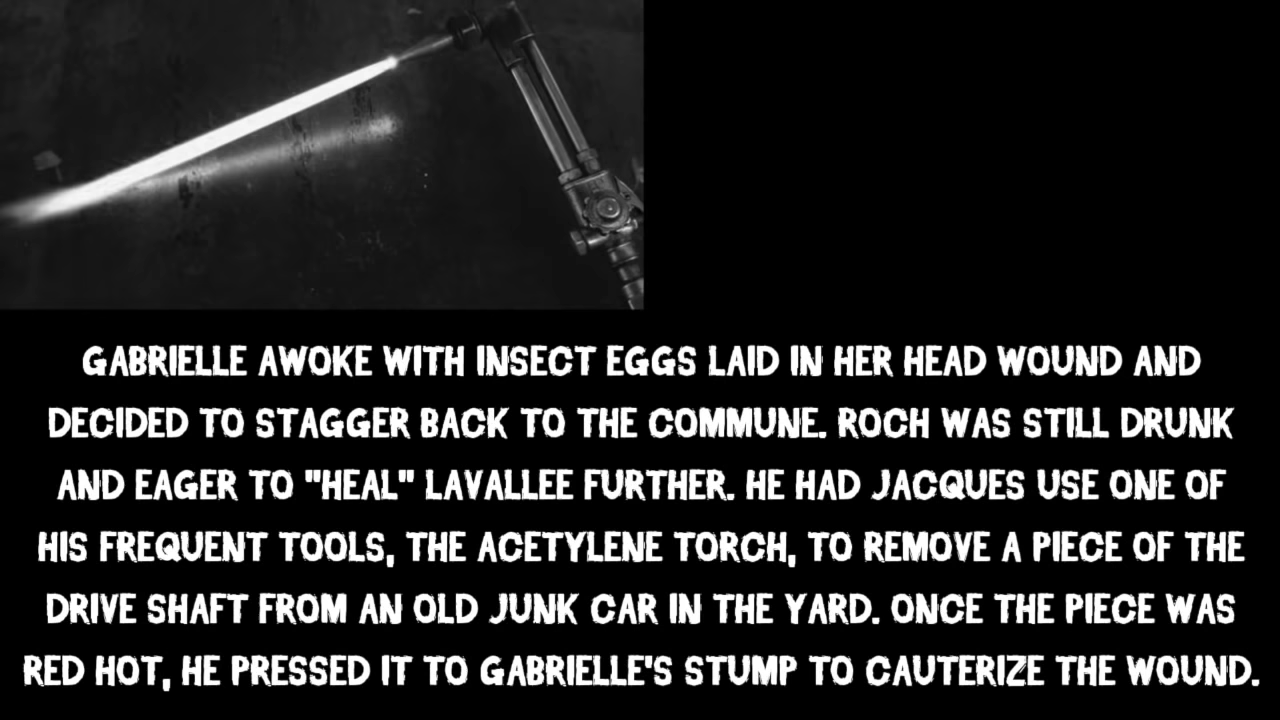 GABRIELLE AWOKE WITH INSECT EGGS LAID IN HER HEAD WOUND AND
DECIDED TO STAGGER BACK TO THE COMMUNE. ROCH WAS STILL DRUNK
AND EAGER TO "HEAL" LAVALLEE FURTHER. HE HAD JACQUES USE ONE OF
HIS FREQUENT TOOLS, THE ACETYLENE TORCH, TO REMOVE A PIECE OF THE
DRIVE SHAFT FROM AN OLD JUNK CAR IN THE YARD. ONCE THE PIECE WAS
RED HOT, HE PRESSED IT TO GABRIELLE'S STUMP TO CAUTERIZE THE WOUND.